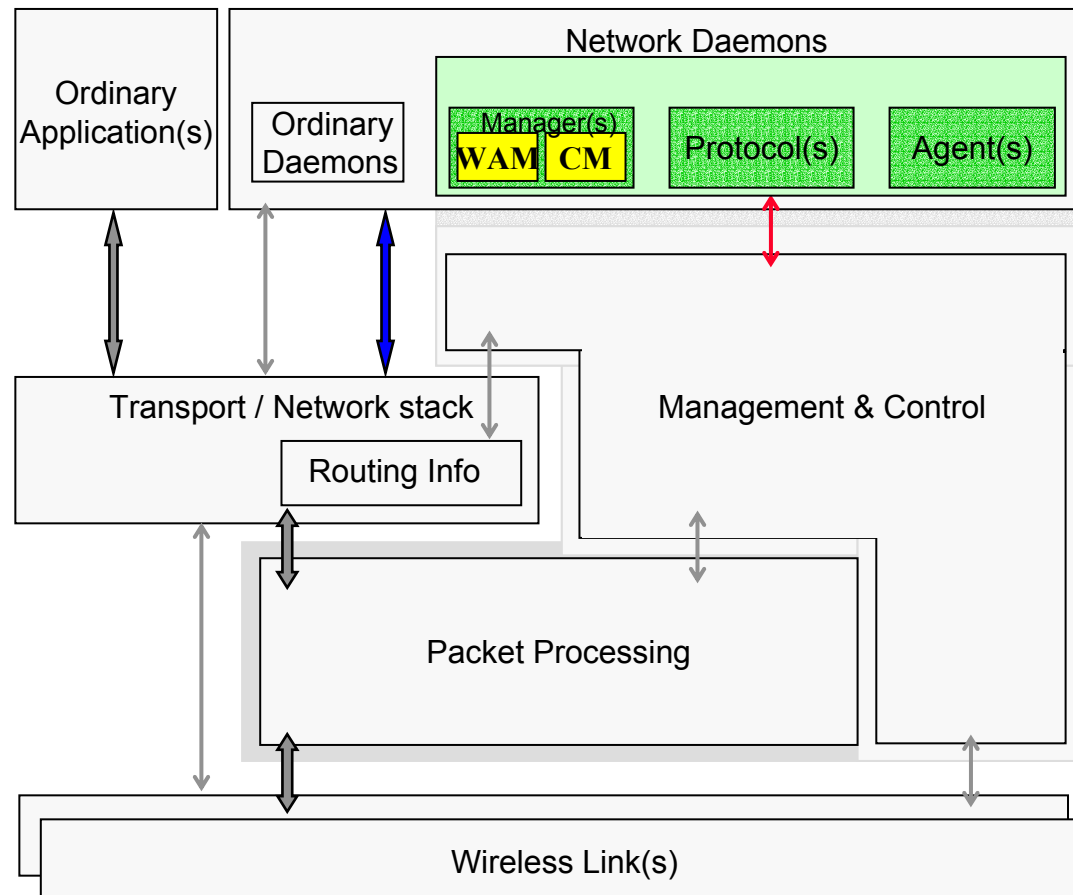 Network Daemons
Ordinary
Application(s)
Ordinary
Daemons
Manager(s)
WAM CM
Protocol(s)
Agent(s)
Transport / Network stack
Routing Info
Management & Control
Packet Processing
Wireless Link(s)